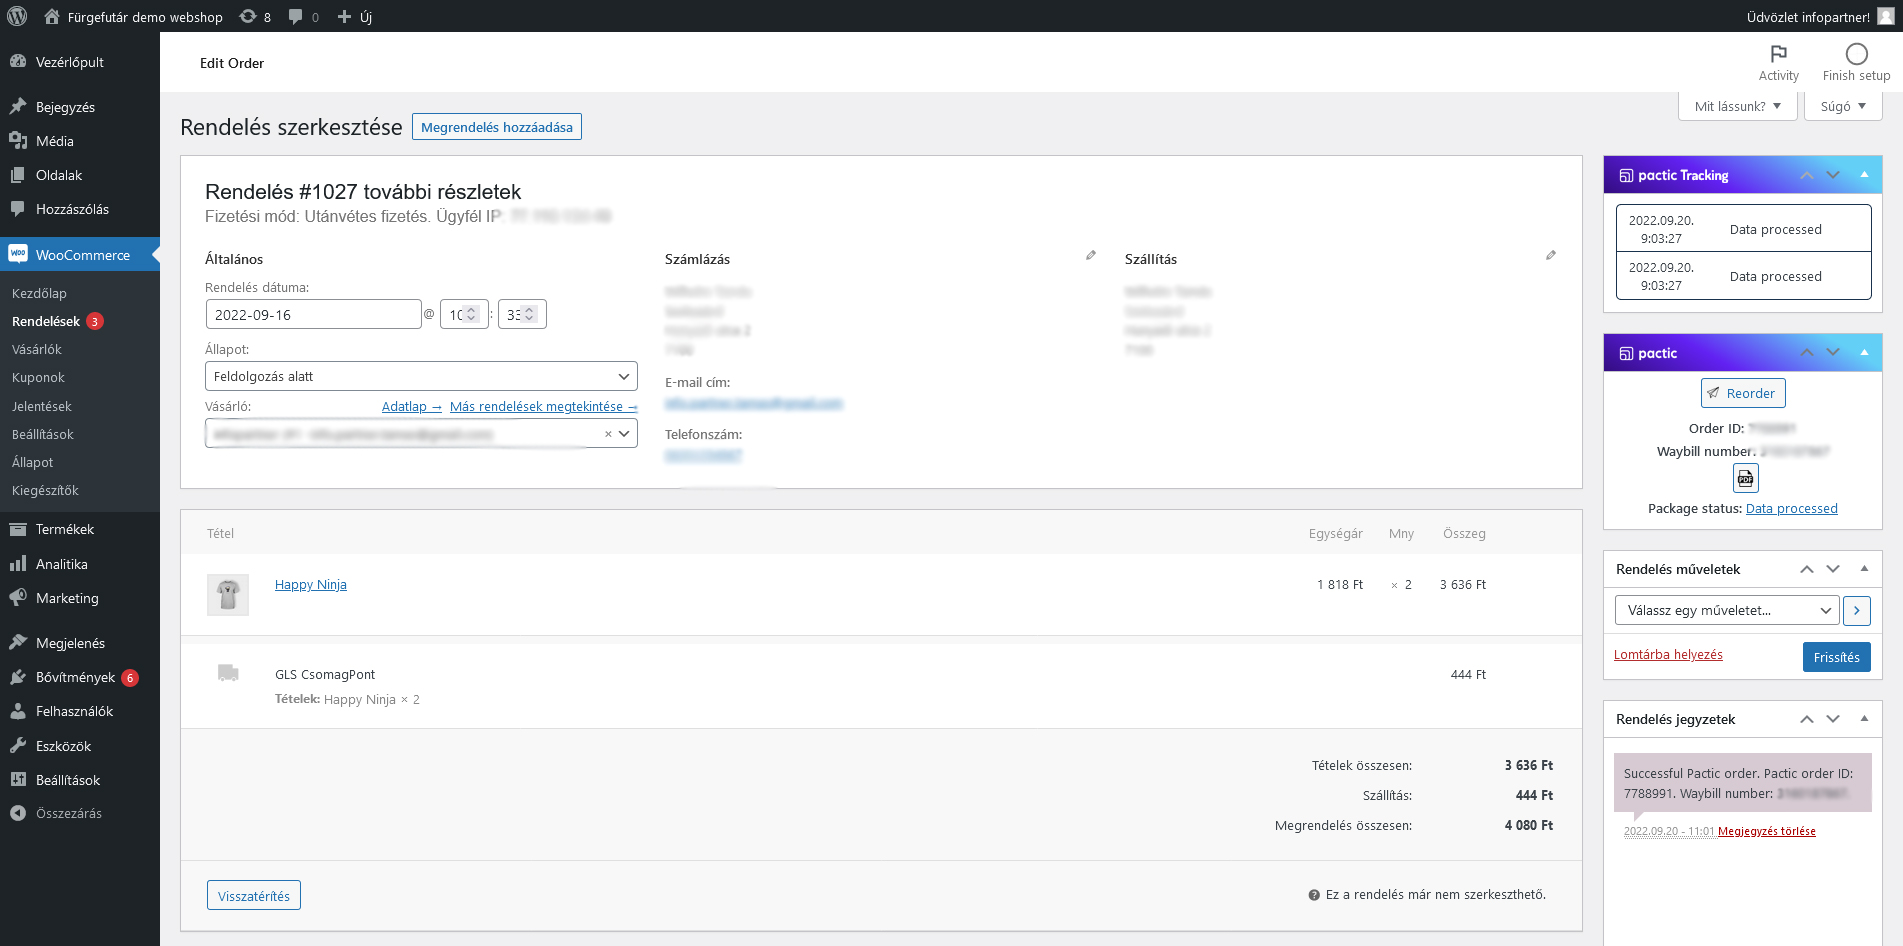 Fürgefutár demo webshop 8 0 Új
Üdvözlet infopartner!
Vezérlőpult
Bejegyzés
Média
Oldalak
Hozzászólás
WooCommerce
Kezdőlap
Rendelések 3
Vásárlók
Kuponok
Jelentések
Beállítások
Állapot
Kiegészítők
Termékek
Analitika
Marketing
Megjelenés
Bővítmények 6
Felhasználók
Eszközök
Beállítások
Összezárás
Edit Order
Activity
Finish setup
Mit lássunk?
Súgó
Rendelés szerkesztése
Megrendelés hozzáadása
Rendelés #1027 további részletek
Fizetési mód: Utánvétes fizetés. Ügyfél IP:
Általános
Rendelés dátuma:
2022-09-16 @ 10 : 33
Állapot:
Feldolgozás alatt
Vásárló: Adatlap → Más rendelések megtekintése →
×
Számlázás
E-mail cím:
Telefonszám:
Szállítás
Tétel Egységár Mny Összeg
Happy Ninja 1 818 Ft × 2 3 636 Ft
GLS CsomagPont 444 Ft
Tételek: Happy Ninja × 2
Tételek összesen: 3 636 Ft
Szállítás: 444 Ft
Megrendelés összesen: 4 080 Ft
Visszatérítés
Ez a rendelés már nem szerkeszthető.
pactic Tracking
2022.09.20. 
9:03:27
Data processed
2022.09.20.
9:03:27
Data processed
pactic
Reorder
Order ID:
Waybill number:
PDF
Package status: Data processed
Rendelés műveletek
Válassz egy műveletet...
Lomtárba helyezés
Frissítés
Rendelés jegyzetek
Successful Pactic order. Pactic order ID:
7788991. Waybill number:
2022.09.20 - 11:01 Megjegyzés törlése